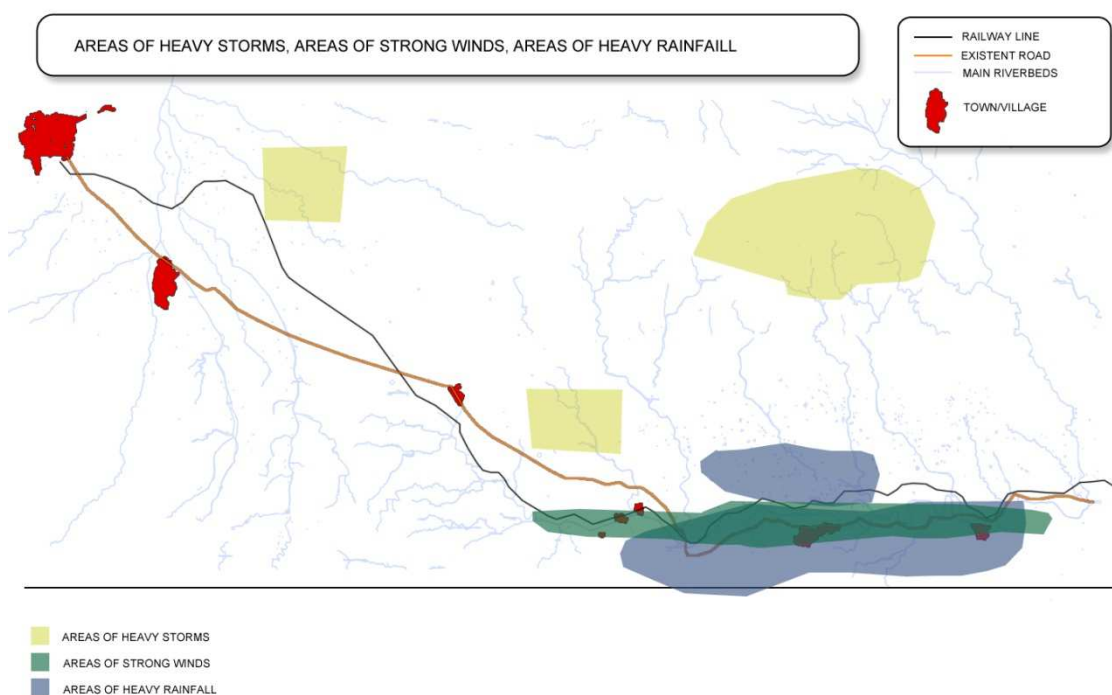 AREAS OF HEAVY STORMS, AREAS OF STRONG WINDS, AREAS OF HEAVY RAINFAILL
RAILWAY LINE
EXISTENT ROAD
MAIN RIVERBEDS
TOWN/VILLAGE
AREAS OF HEAVY STORMS
AREAS OF STRONG WINDS
AREAS OF HEAVY RAINFALL